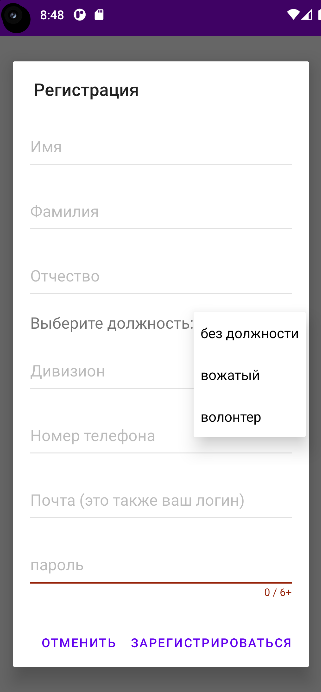 8:48
Регистрация
Имя
Фамилия
Отчество
Выберите должность:
без должности
вожатый
волонтер
Дивизион
Номер телефона
Почта (это также ваш логин)
пароль
0 / 6+
ОТМЕНИТЬ ЗАРЕГИСТРИРОВАТЬСЯ